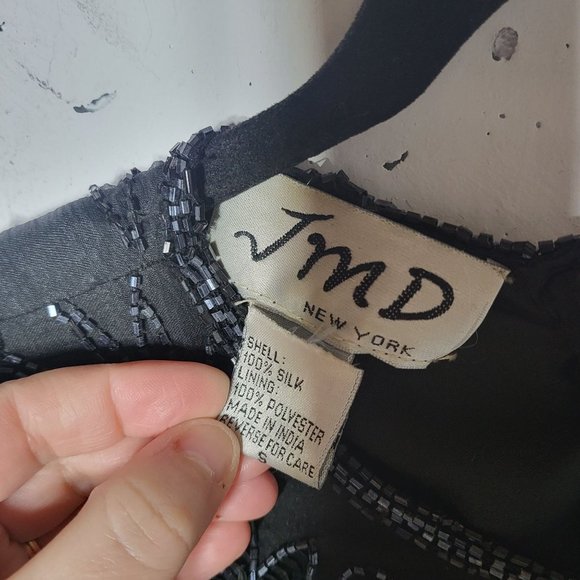 JMD
NEW YORK
SHELL:
100% SILK
LINING:
100% POLYESTER
MADE IN INDIA
REVERSE FOR CARE
S